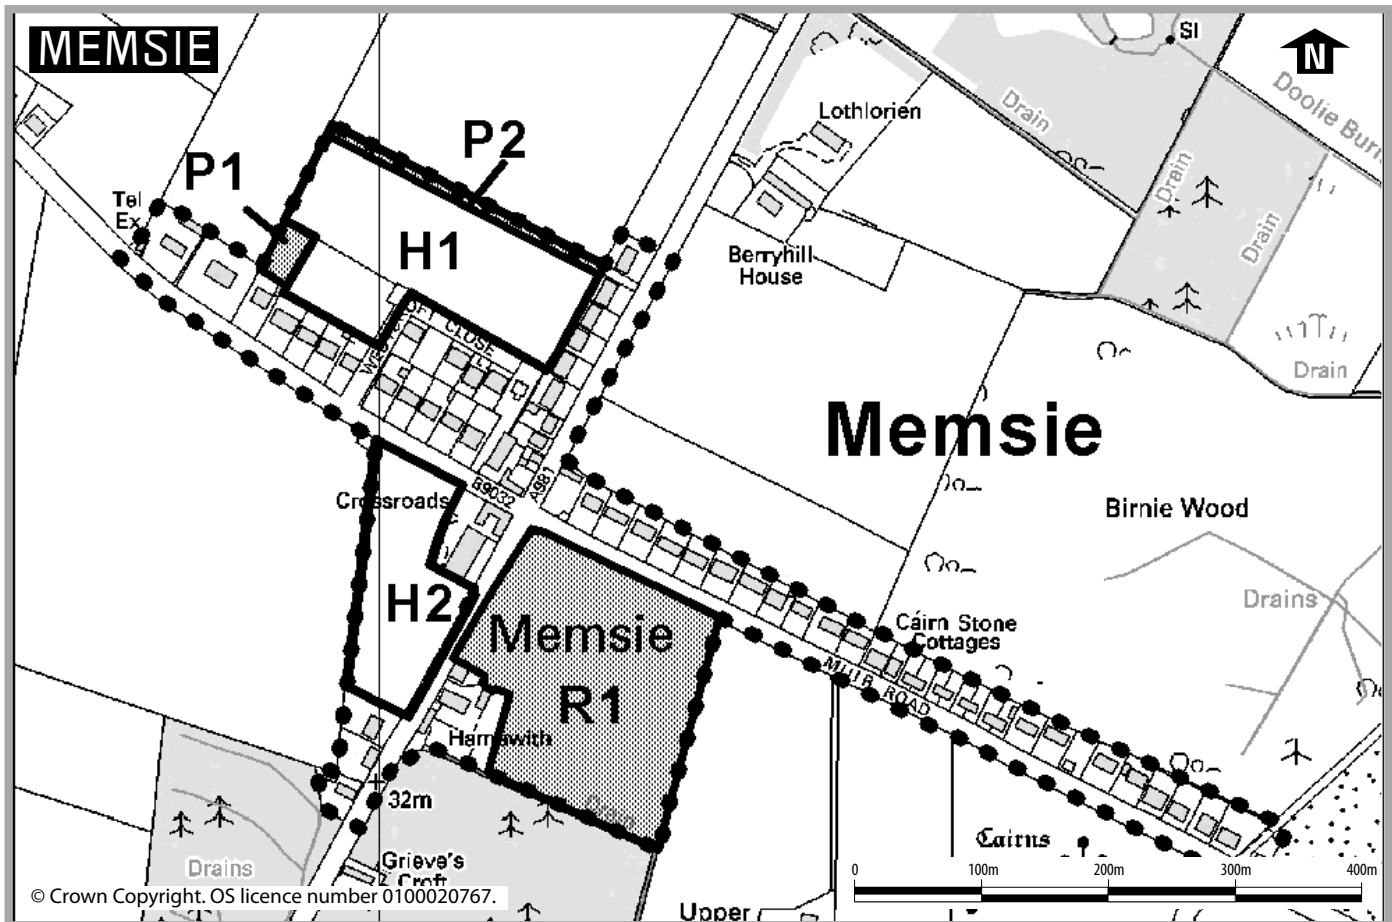 MEMSIE
N
SI
Doolie Burn
Drain
Lothlorien
P2
P1
Tel
Ex
Drain
Drain
H1
Berryhill
House
Drain
CLOSE
Memsie
B9032
A981
Crossroads
Birnie Wood
H2
Drains
Memsie
R1
Cairn Stone
Cottages
MUIR ROAD
32m
Cairns
Drains
Grieve's
Croft
0 100m 200m 300m 400m
© Crown Copyright. OS licence number 0100020767.
Upper